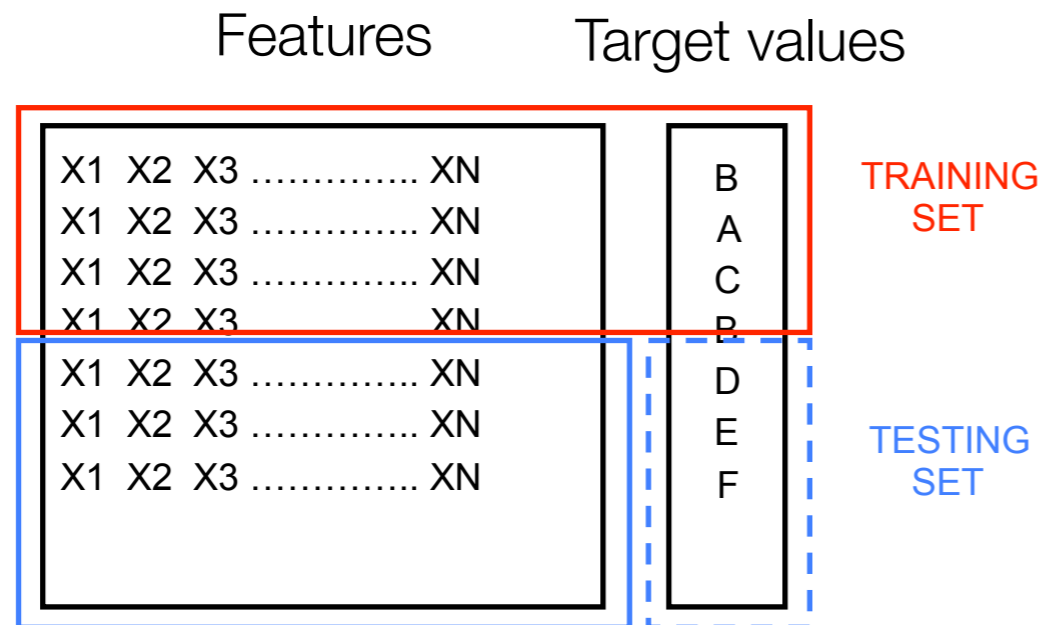 Features Target values
X1 X2 X3 ………….. XN B
X1 X2 X3 ………….. XN A
X1 X2 X3 ………….. XN C
X1 X2 X3 XN B
X1 X2 X3 ………….. XN D
X1 X2 X3 ………….. XN E
X1 X2 X3 ………….. XN F
TRAINING
SET
TESTING
SET